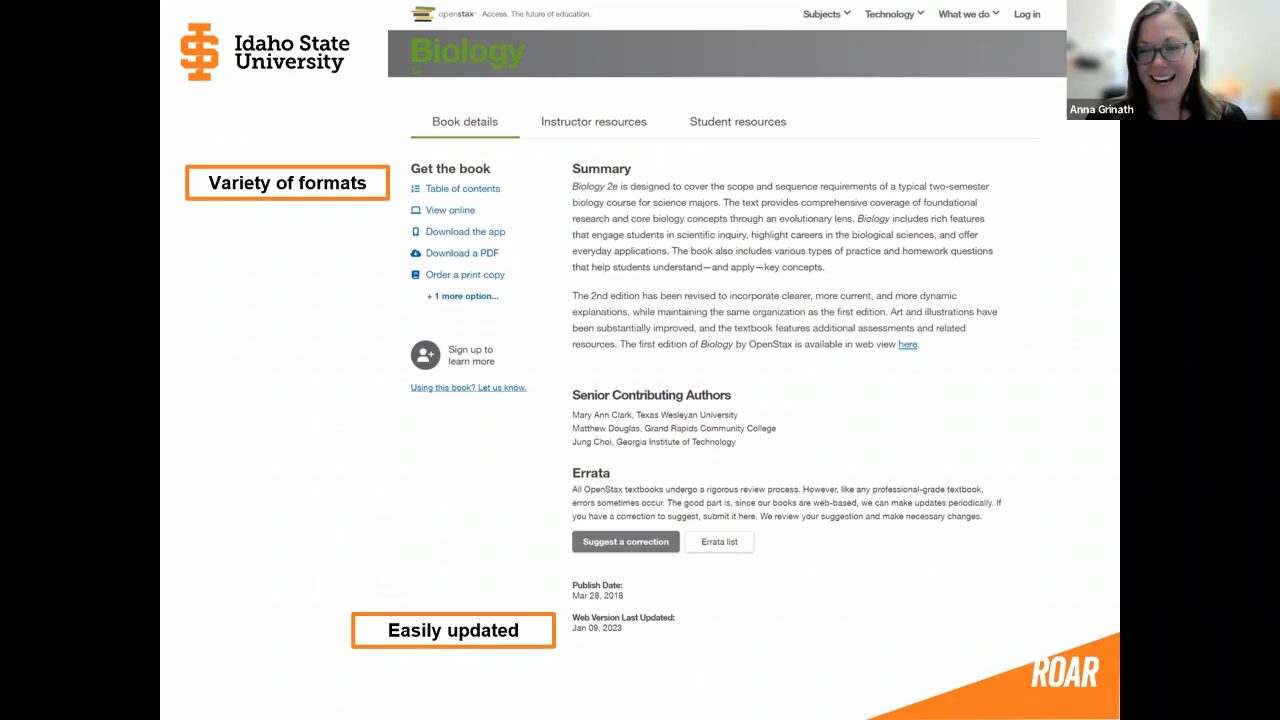 Idaho State
University
openstax™ Access. The future of education.
Subjects Technology What we do Log in
Biology
2e
Anna Grinath
Book details Instructor resources Student resources
Variety of formats
Get the book
Table of contents
View online
Download the app
Download a PDF
Order a print copy
+ 1 more option...
Sign up to
learn more
Using this book? Let us know.
Summary
Biology 2e is designed to cover the scope and sequence requirements of a typical two-semester
biology course for science majors. The text provides comprehensive coverage of foundational
research and core biology concepts through an evolutionary lens. Biology includes rich features
that engage students in scientific inquiry, highlight careers in the biological sciences, and offer
everyday applications. The book also includes various types of practice and homework questions
that help students understand—and apply—key concepts.
The 2nd edition has been revised to incorporate clearer, more current, and more dynamic
explanations, while maintaining the same organization as the first edition. Art and illustrations have
been substantially improved, and the textbook features additional assessments and related
resources. The first edition of Biology by OpenStax is available in web view here.
Senior Contributing Authors
Mary Ann Clark, Texas Wesleyan University
Matthew Douglas, Grand Rapids Community College
Jung Choi, Georgia Institute of Technology
Errata
All OpenStax textbooks undergo a rigorous review process. However, like any professional-grade textbook,
errors sometimes occur. The good part is, since our books are web-based, we can make updates periodically. If
you have a correction to suggest, submit it here. We review your suggestion and make necessary changes.
Suggest a correction Errata list
Publish Date:
Mar 28, 2018
Easily updated
Web Version Last Updated:
Jan 09, 2023
ROAR